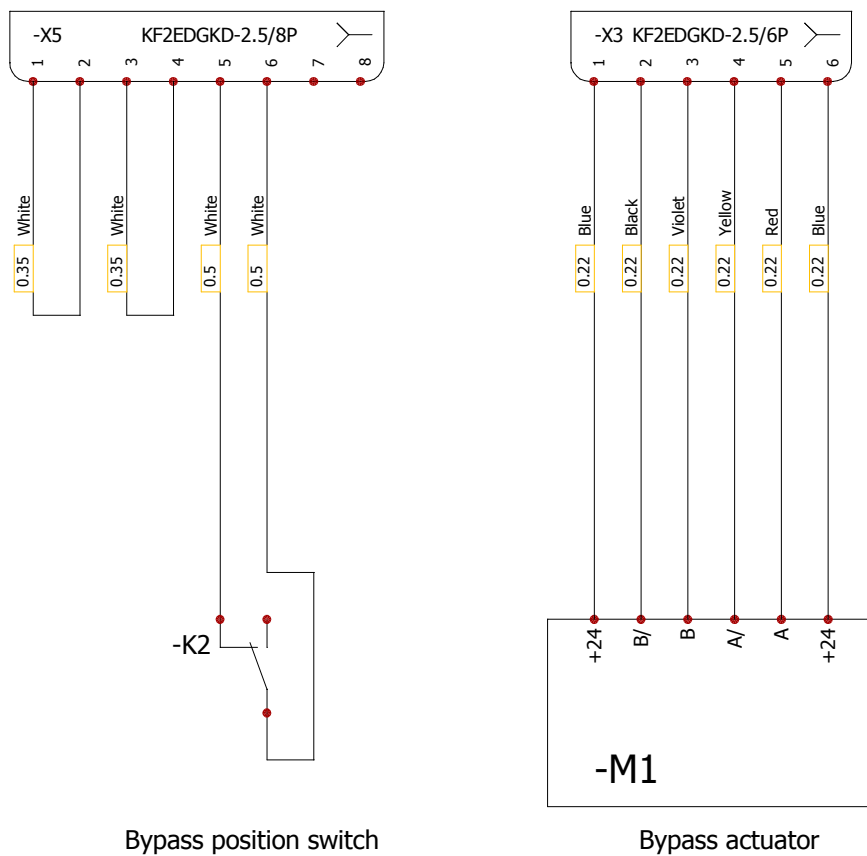 -X5 KF2EDGKD-2.5/8P
1 2 3 4 5 6 7 8
White White White White
0.35 0.35 0.5 0.5
-K2
Bypass position switch
-X3 KF2EDGKD-2.5/6P
1 2 3 4 5 6
Blue Black Violet Yellow Red Blue
0.22 0.22 0.22 0.22 0.22 0.22
+24 B/ B A/ A +24
-M1
Bypass actuator